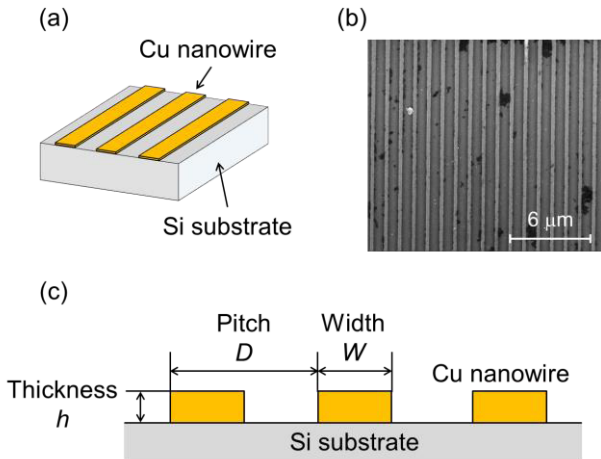 (a)
Cu nanowire
Si substrate
(b)
6 μm
(c)
Pitch
D
Width
W
Thickness
h
Cu nanowire
Si substrate